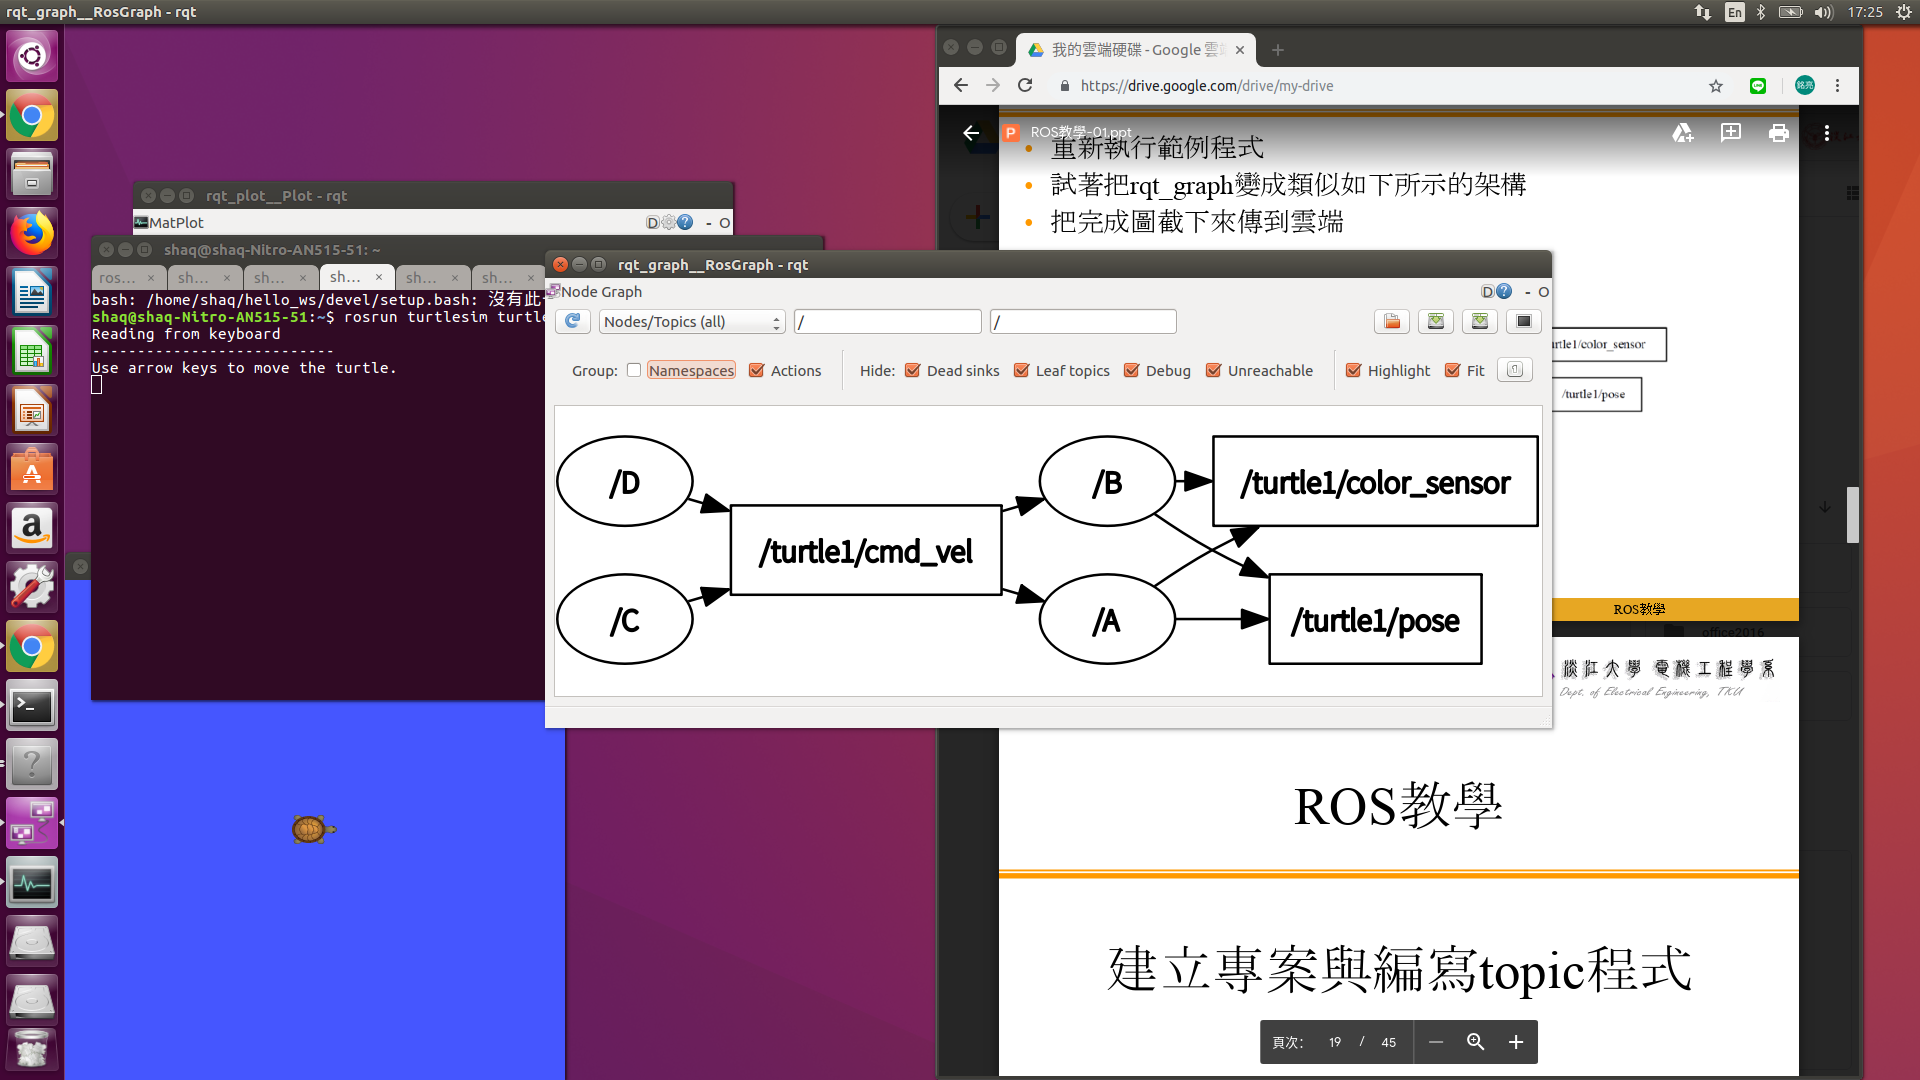 rqt_graph__RosGraph - rqt
En
17:25
rqt_plot__Plot - rqt
MatPlot
D
- O
shaq@shaq-Nitro-AN515-51: ~
ros...
sh...
sh...
sh...
sh...
sh...
bash: /home/shaq/hello_ws/devel/setup.bash: 沒有此
shaq@shaq-Nitro-AN515-51:~$ rosrun turtlesim turtle
Reading from keyboard
---------------------------
Use arrow keys to move the turtle.
rqt_graph__RosGraph - rqt
Node Graph
D
- O
Nodes/Topics (all)
/
/
Group:
Namespaces
Actions
Hide:
Dead sinks
Leaf topics
Debug
Unreachable
Highlight
Fit
/D
/C
/turtle1/cmd_vel
/B
/A
/turtle1/color_sensor
/turtle1/pose
我的雲端硬碟 - Google 雲
https://drive.google.com/drive/my-drive
銘亮
P
ROS教學-01.ppt
• 重新執行範例程式
• 試著把rqt_graph變成類似如下所示的架構
• 把完成圖截下來傳到雲端
rtle1/color_sensor
/turtle1/pose
ROS教學
office2016
淡江大學 電機工程學系
Dept. of Electrical Engineering, TKU
ROS教學
建立專案與編寫topic程式
頁次: 19 / 45